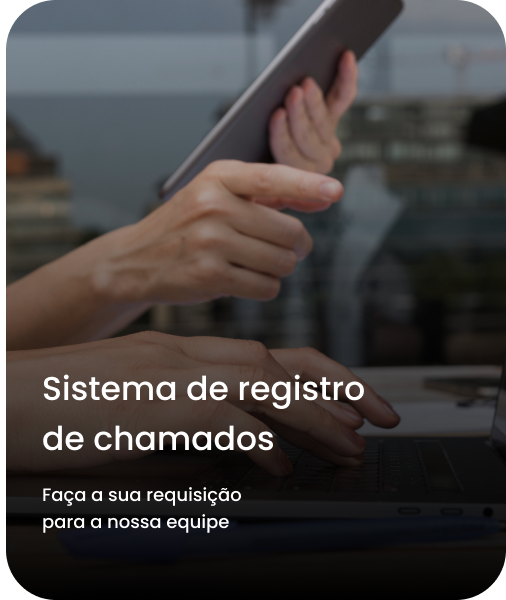 Sistema de registro
de chamados
Faça a sua requisição
para a nossa equipe